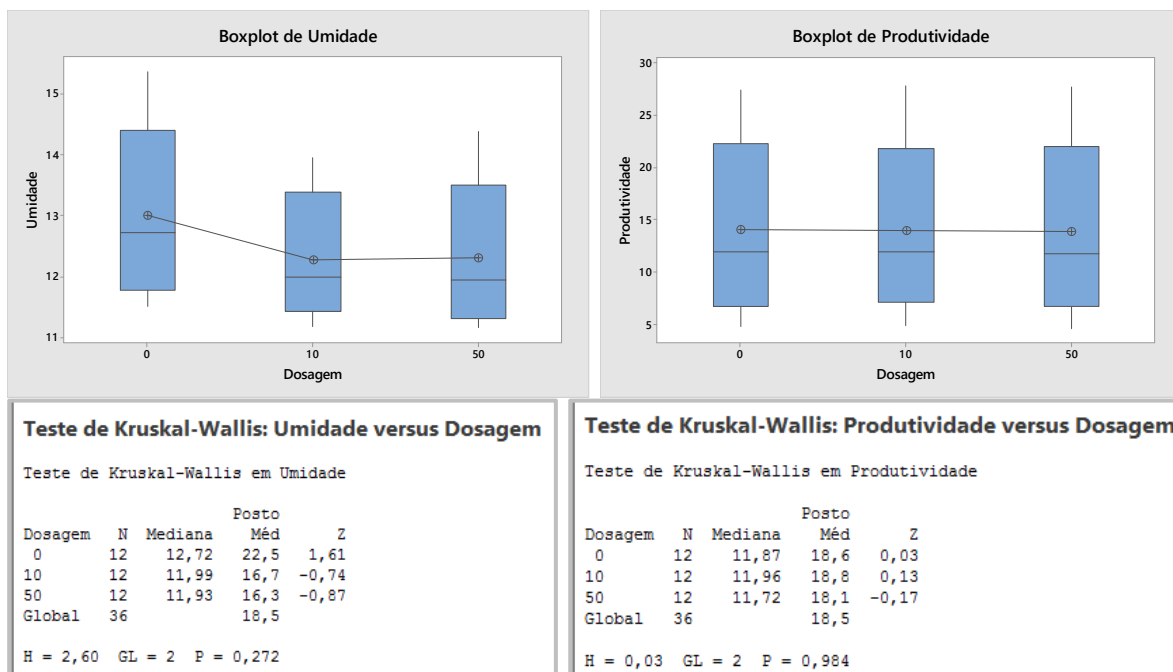 Boxplot de Umidade
Umidade
15
14
13
12
11
0 10 50
Dosagem
Boxplot de Produtividade
Produtividade
30
25
20
15
10
5
0 10 50
Dosagem
Teste de Kruskal-Wallis: Umidade versus Dosagem
Teste de Kruskal-Wallis em Umidade
Posto
Dosagem N Mediana Méd Z
0 12 12,72 22,5 1,61
10 12 11,99 16,7 -0,74
50 12 11,93 16,3 -0,87
Global 36 18,5
H = 2,60 GL = 2 P = 0,272
Teste de Kruskal-Wallis: Produtividade versus Dosagem
Teste de Kruskal-Wallis em Produtividade
Posto
Dosagem N Mediana Méd Z
0 12 11,87 18,6 0,03
10 12 11,96 18,8 0,13
50 12 11,72 18,1 -0,17
Global 36 18,5
H = 0,03 GL = 2 P = 0,984